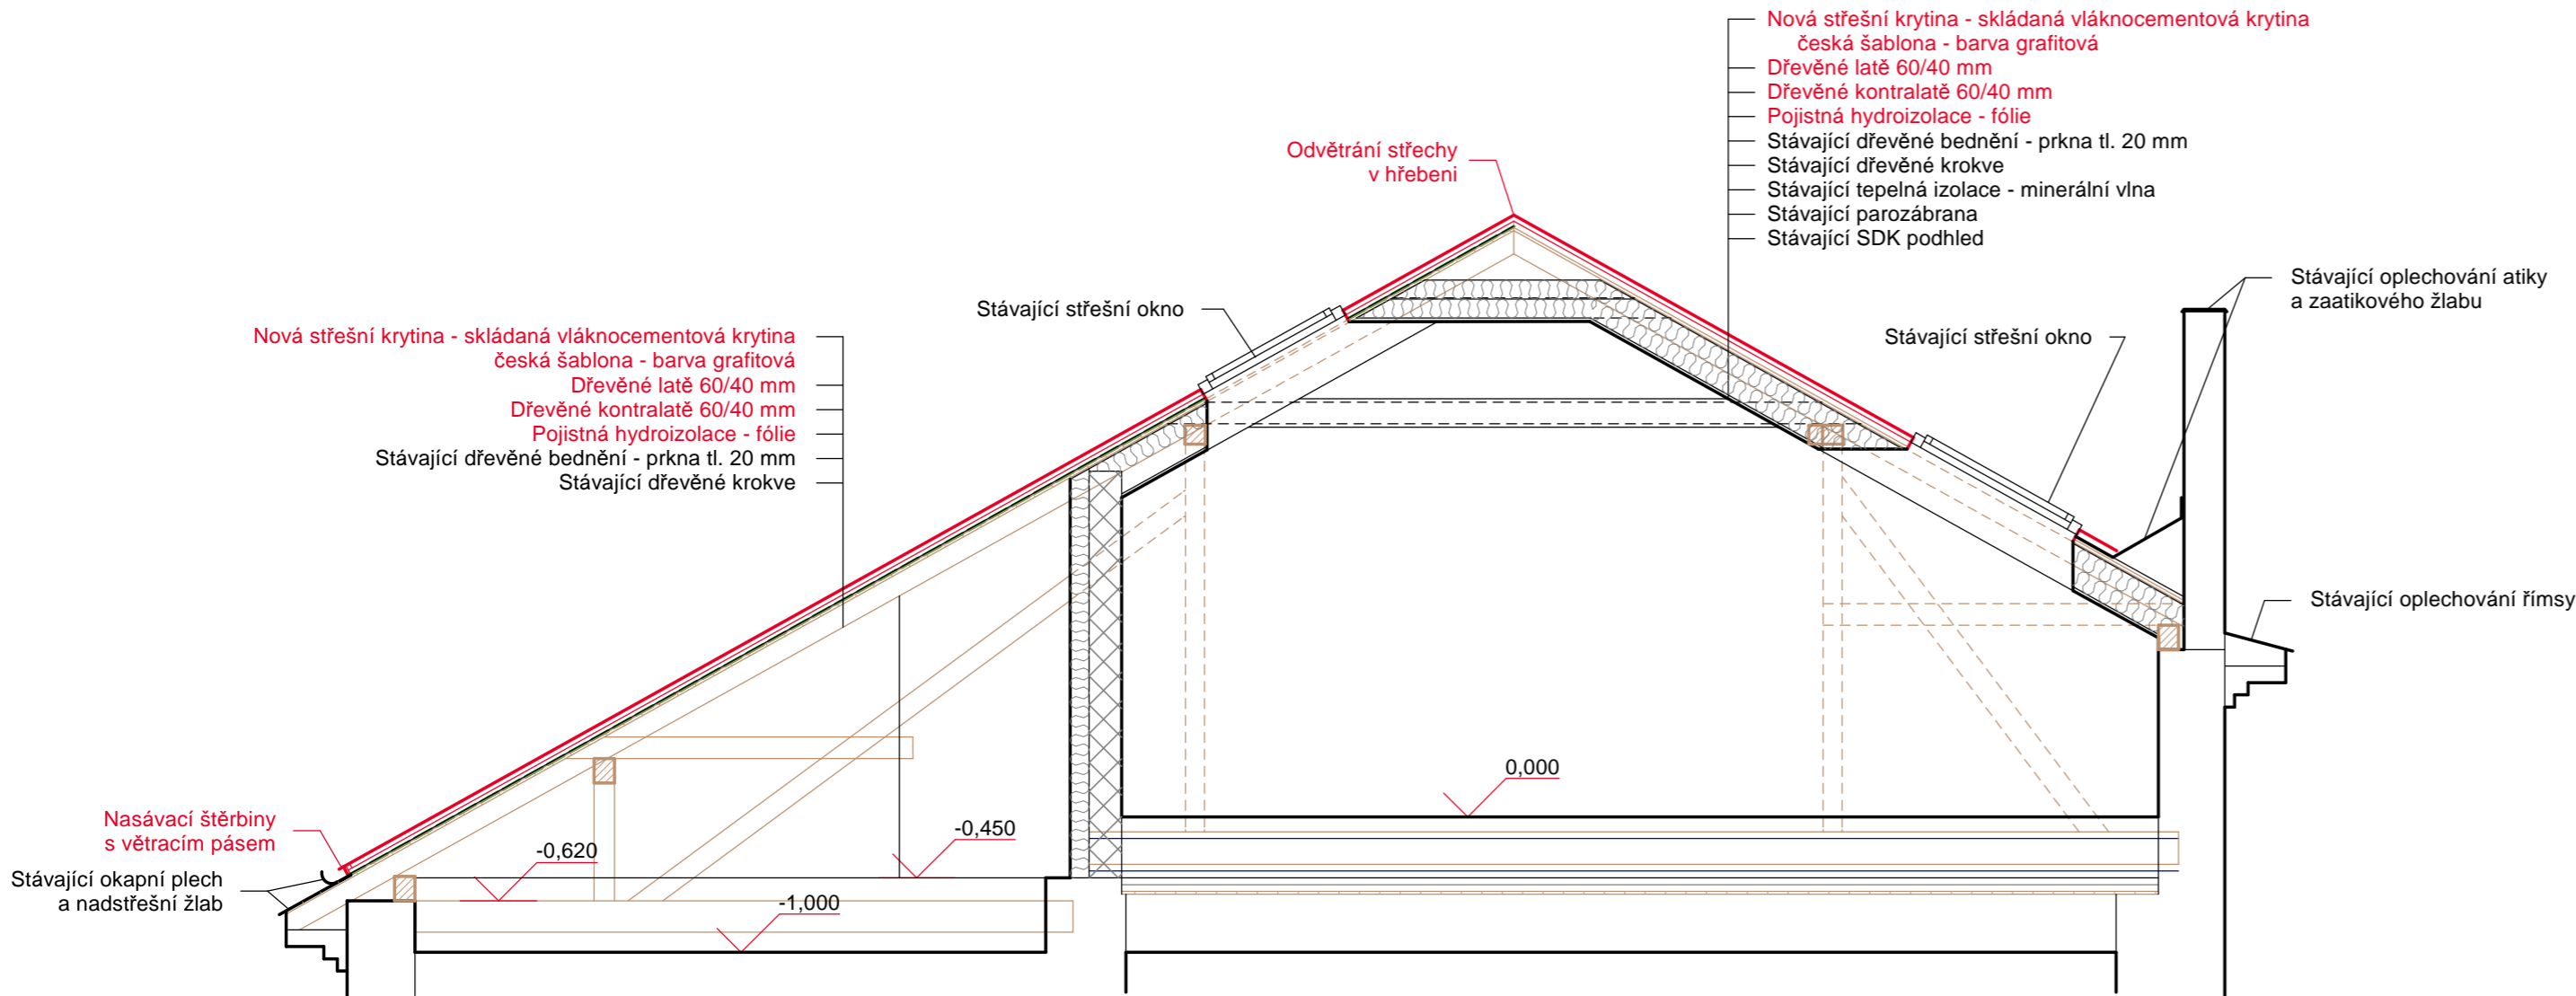 Nová střešní krytina - skládaná vláknocementová krytina
česká šablona - barva grafitová
Dřevěné latě 60/40 mm
Dřevěné kontralatě 60/40 mm
Pojistná hydroizolace - fólie
Stávající dřevěné bednění - prkna tl. 20 mm
Stávající dřevěné krokve
Stávající tepelná izolace - minerální vlna
Stávající parozábrana
Stávající SDK podhled
Odvětrání střechy
v hřebeni
Stávající oplechování atiky
a zaatikového žlabu
Stávající střešní okno
Stávající střešní okno
Nová střešní krytina - skládaná vláknocementová krytina
česká šablona - barva grafitová
Dřevěné latě 60/40 mm
Dřevěné kontralatě 60/40 mm
Pojistná hydroizolace - fólie
Stávající dřevěné bednění - prkna tl. 20 mm
Stávající dřevěné krokve
Stávající oplechování římsy
0,000
Nasávací štěrbiny
s větracím pásem
-0,450
-0,620
Stávající okapní plech
a nadstřešní žlab
-1,000